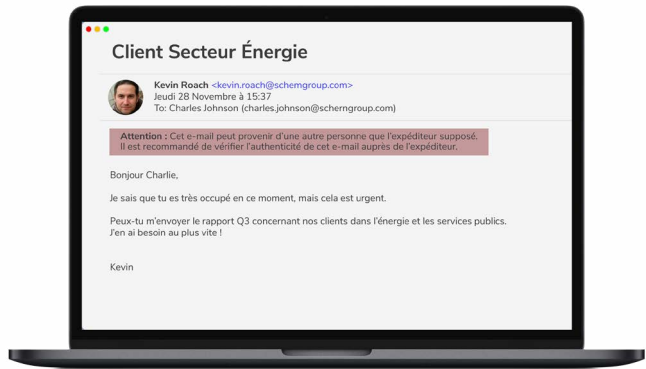 Client Secteur Énergie
Kevin Roach <kevin.roach@schemgroup.com>
Jeudi 28 Novembre à 15:37
To: Charles Johnson (charles.johnson@scherngroup.com)
Attention : Cet e-mail peut provenir d'une autre personne que l'expéditeur supposé.
Il est recommandé de vérifier l'authenticité de cet e-mail auprès de l'expéditeur.
Bonjour Charlie,
Je sais que tu es très occupé en ce moment, mais cela est urgent.
Peux-tu m'envoyer le rapport Q3 concernant nos clients dans l'énergie et les services publics.
J'en ai besoin au plus vite !
Kevin